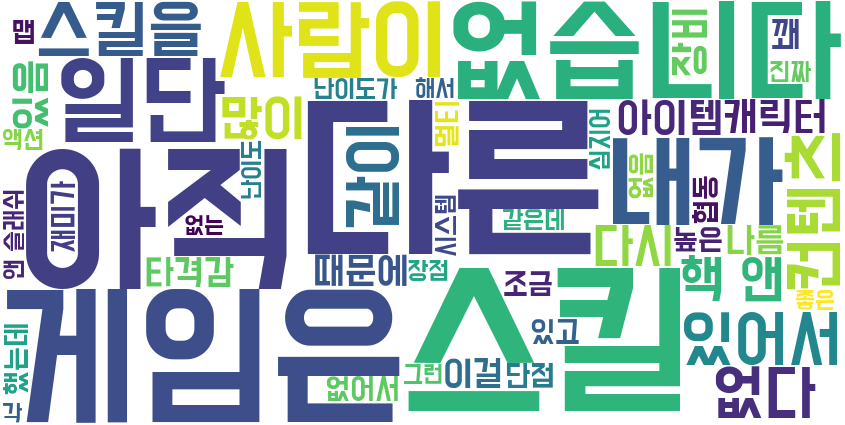 맵
스킬을
사람이
없습니다
장비
꽤
진짜
있음
일단
많이
난이도가
해서
멀티
심지어
아이템
캐릭터
액션
난이도
같이
아직
다른
내가
없음
협동
컨텐츠
재미가
없는
앤 슬래쉬
시스템
같은데
다시
높은
나름
타격감
때문에
장점
조금
핵 앤
좋은
게임은
스킬
있고
있어서
했는데
각
없어서
그런
이걸
단점
없다